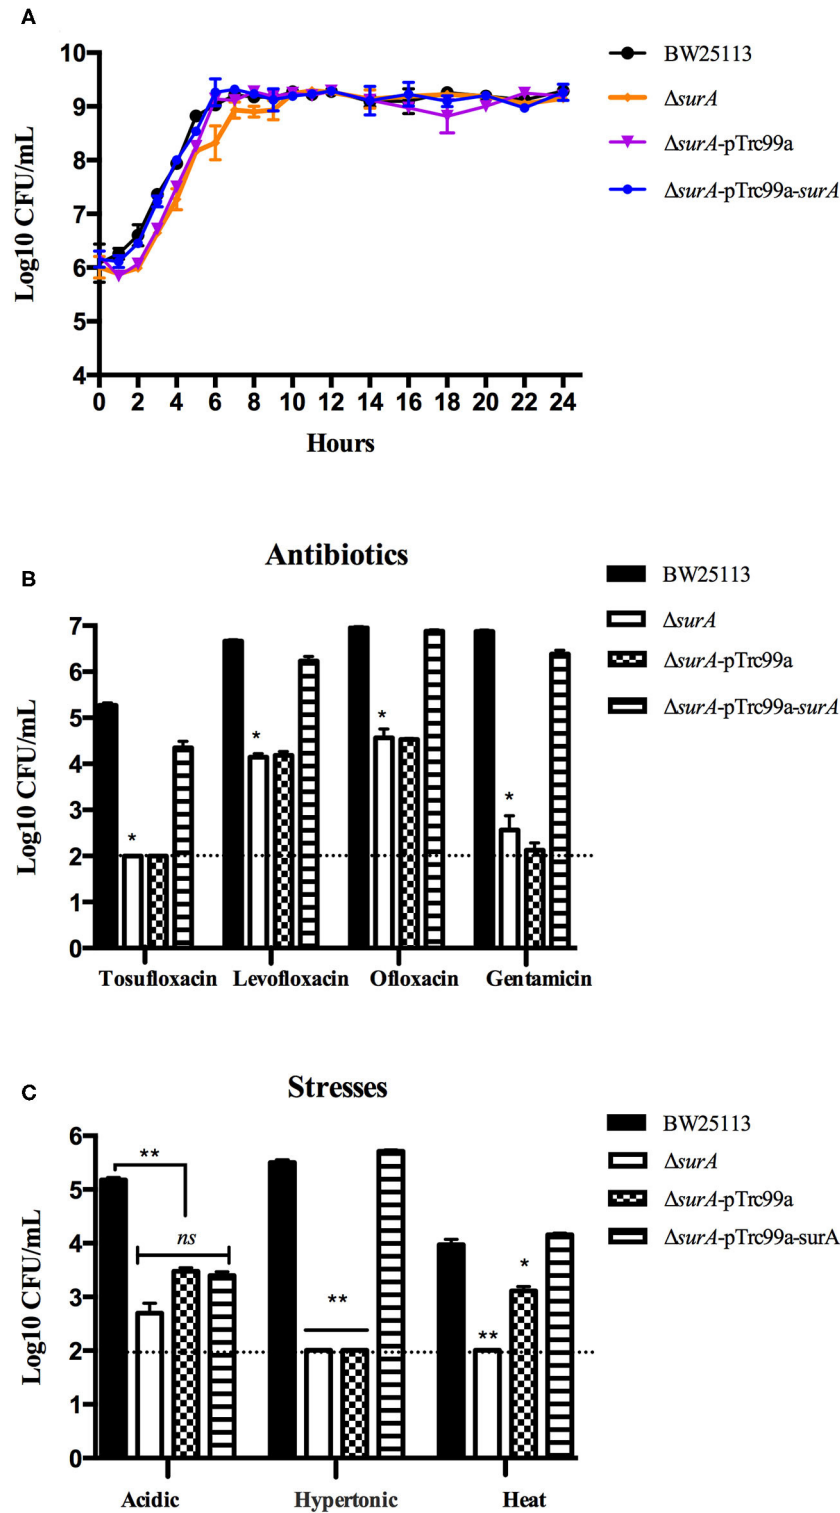 A
Log10 CFU/mL
10
9
8
7
6
5
4
0 2 4 6 8 10 12 14 16 18 20 22 24
Hours
BW25113
ΔsurA
ΔsurA-pTrc99a
ΔsurA-pTrc99a-surA
B
Antibiotics
Log10 CFU/mL
7
6
5
4
3
2
1
0
* * * *
Tosufloxacin Levofloxacin Ofloxacin Gentamicin
BW25113
ΔsurA
ΔsurA-pTrc99a
ΔsurA-pTrc99a-surA
C
Stresses
Log10 CFU/mL
6
5
4
3
2
1
0
**
ns
**
**
*
Acidic Hypertonic Heat
BW25113
ΔsurA
ΔsurA-pTrc99a
ΔsurA-pTrc99a-surA